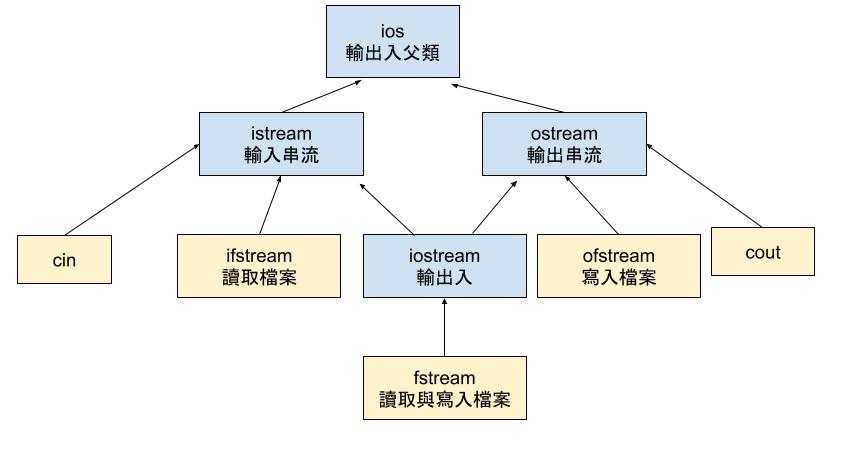 ios
輸出入父類
istream
輸入串流
ostream
輸出串流
cin
ifstream
讀取檔案
iostream
輸出入
ofstream
寫入檔案
cout
fstream
讀取與寫入檔案